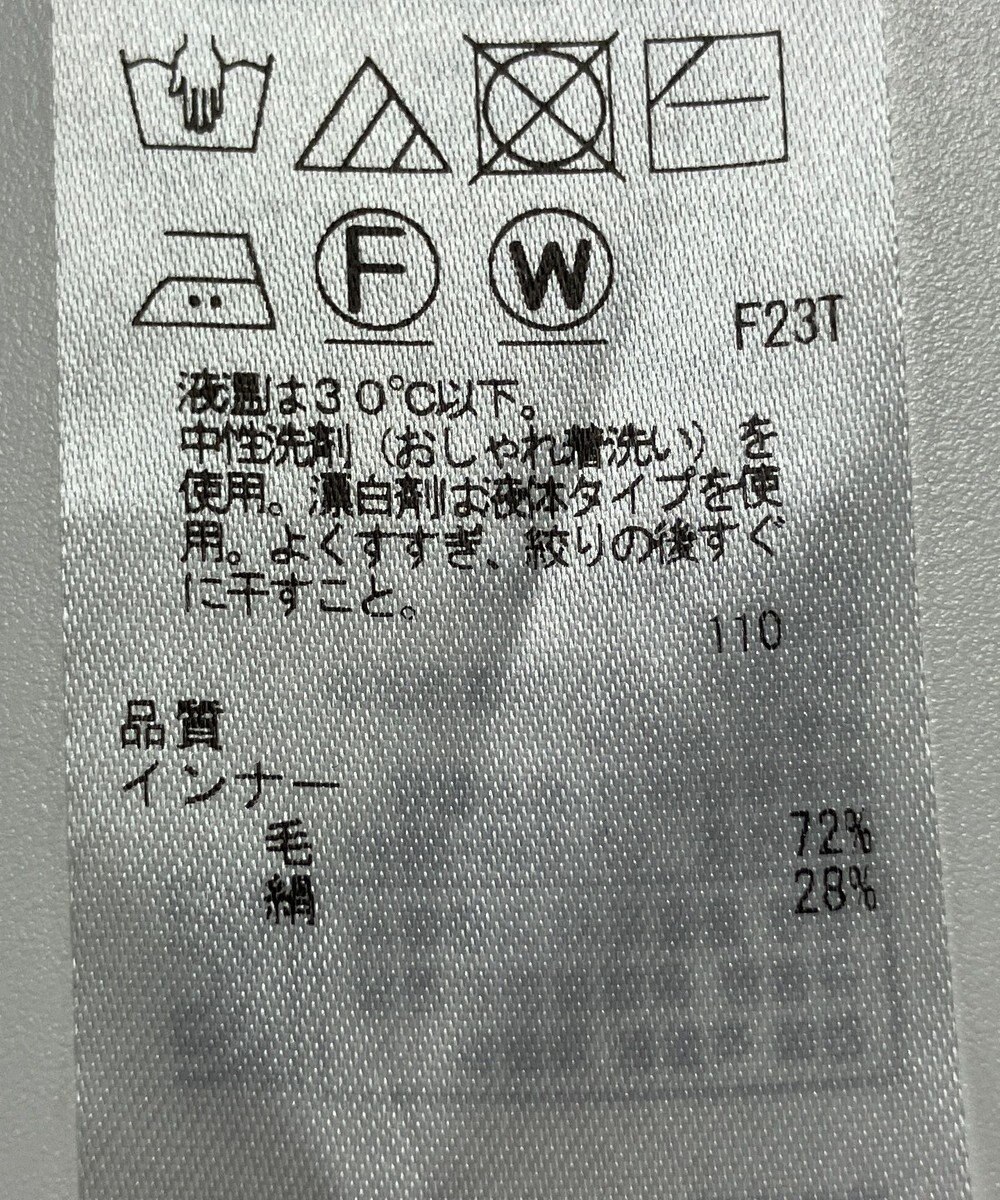 F
W
F23T
液温は30℃以下。
中性洗剤(おしゃれ着洗い)を
使用。漂白剤は液体タイプを使
用。よくすすぎ、絞りの後すぐ
に干すこと。
110
品質
インナー
毛 72%
絹 28%